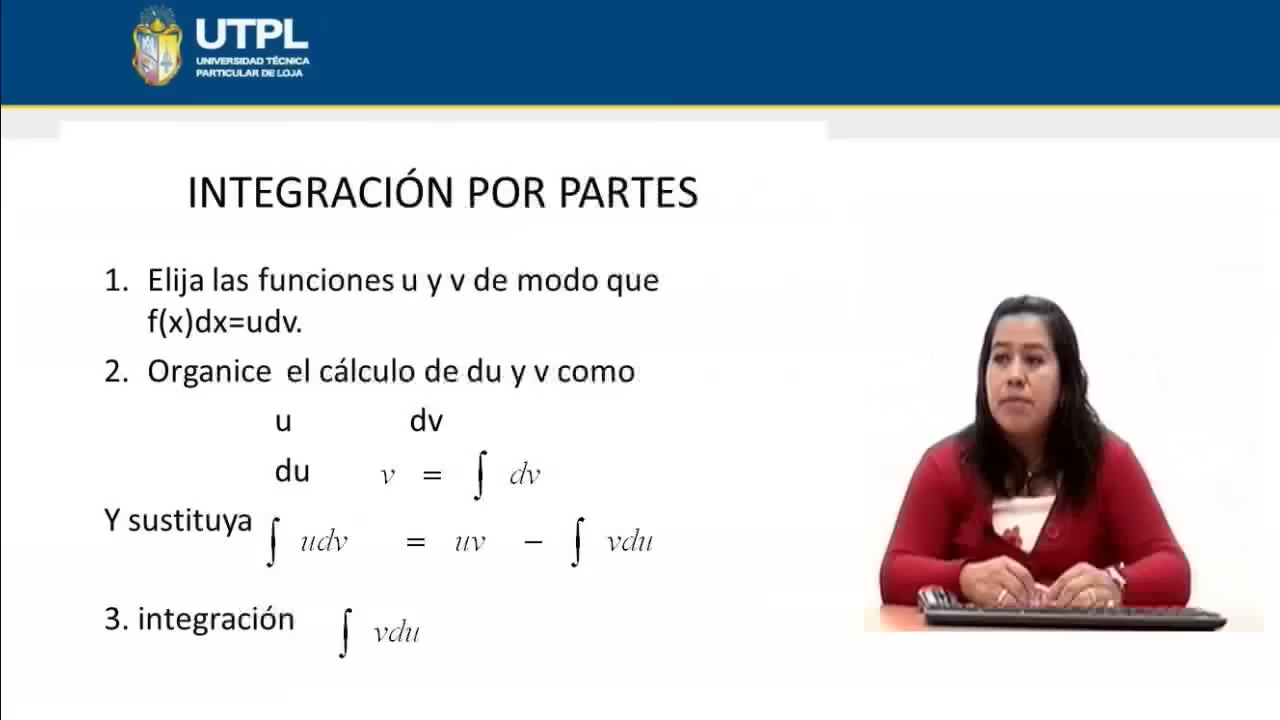 UTPL
UNIVERSIDAD TÉCNICA
PARTICULAR DE LOJA
INTEGRACIÓN POR PARTES
1. Elija las funciones u y v de modo que
f(x)dx=udv.
2. Organice el cálculo de du y v como
u dv
du v = ∫ dv
Y sustituya ∫ udv = uv − ∫ vdu
3. integración ∫ vdu